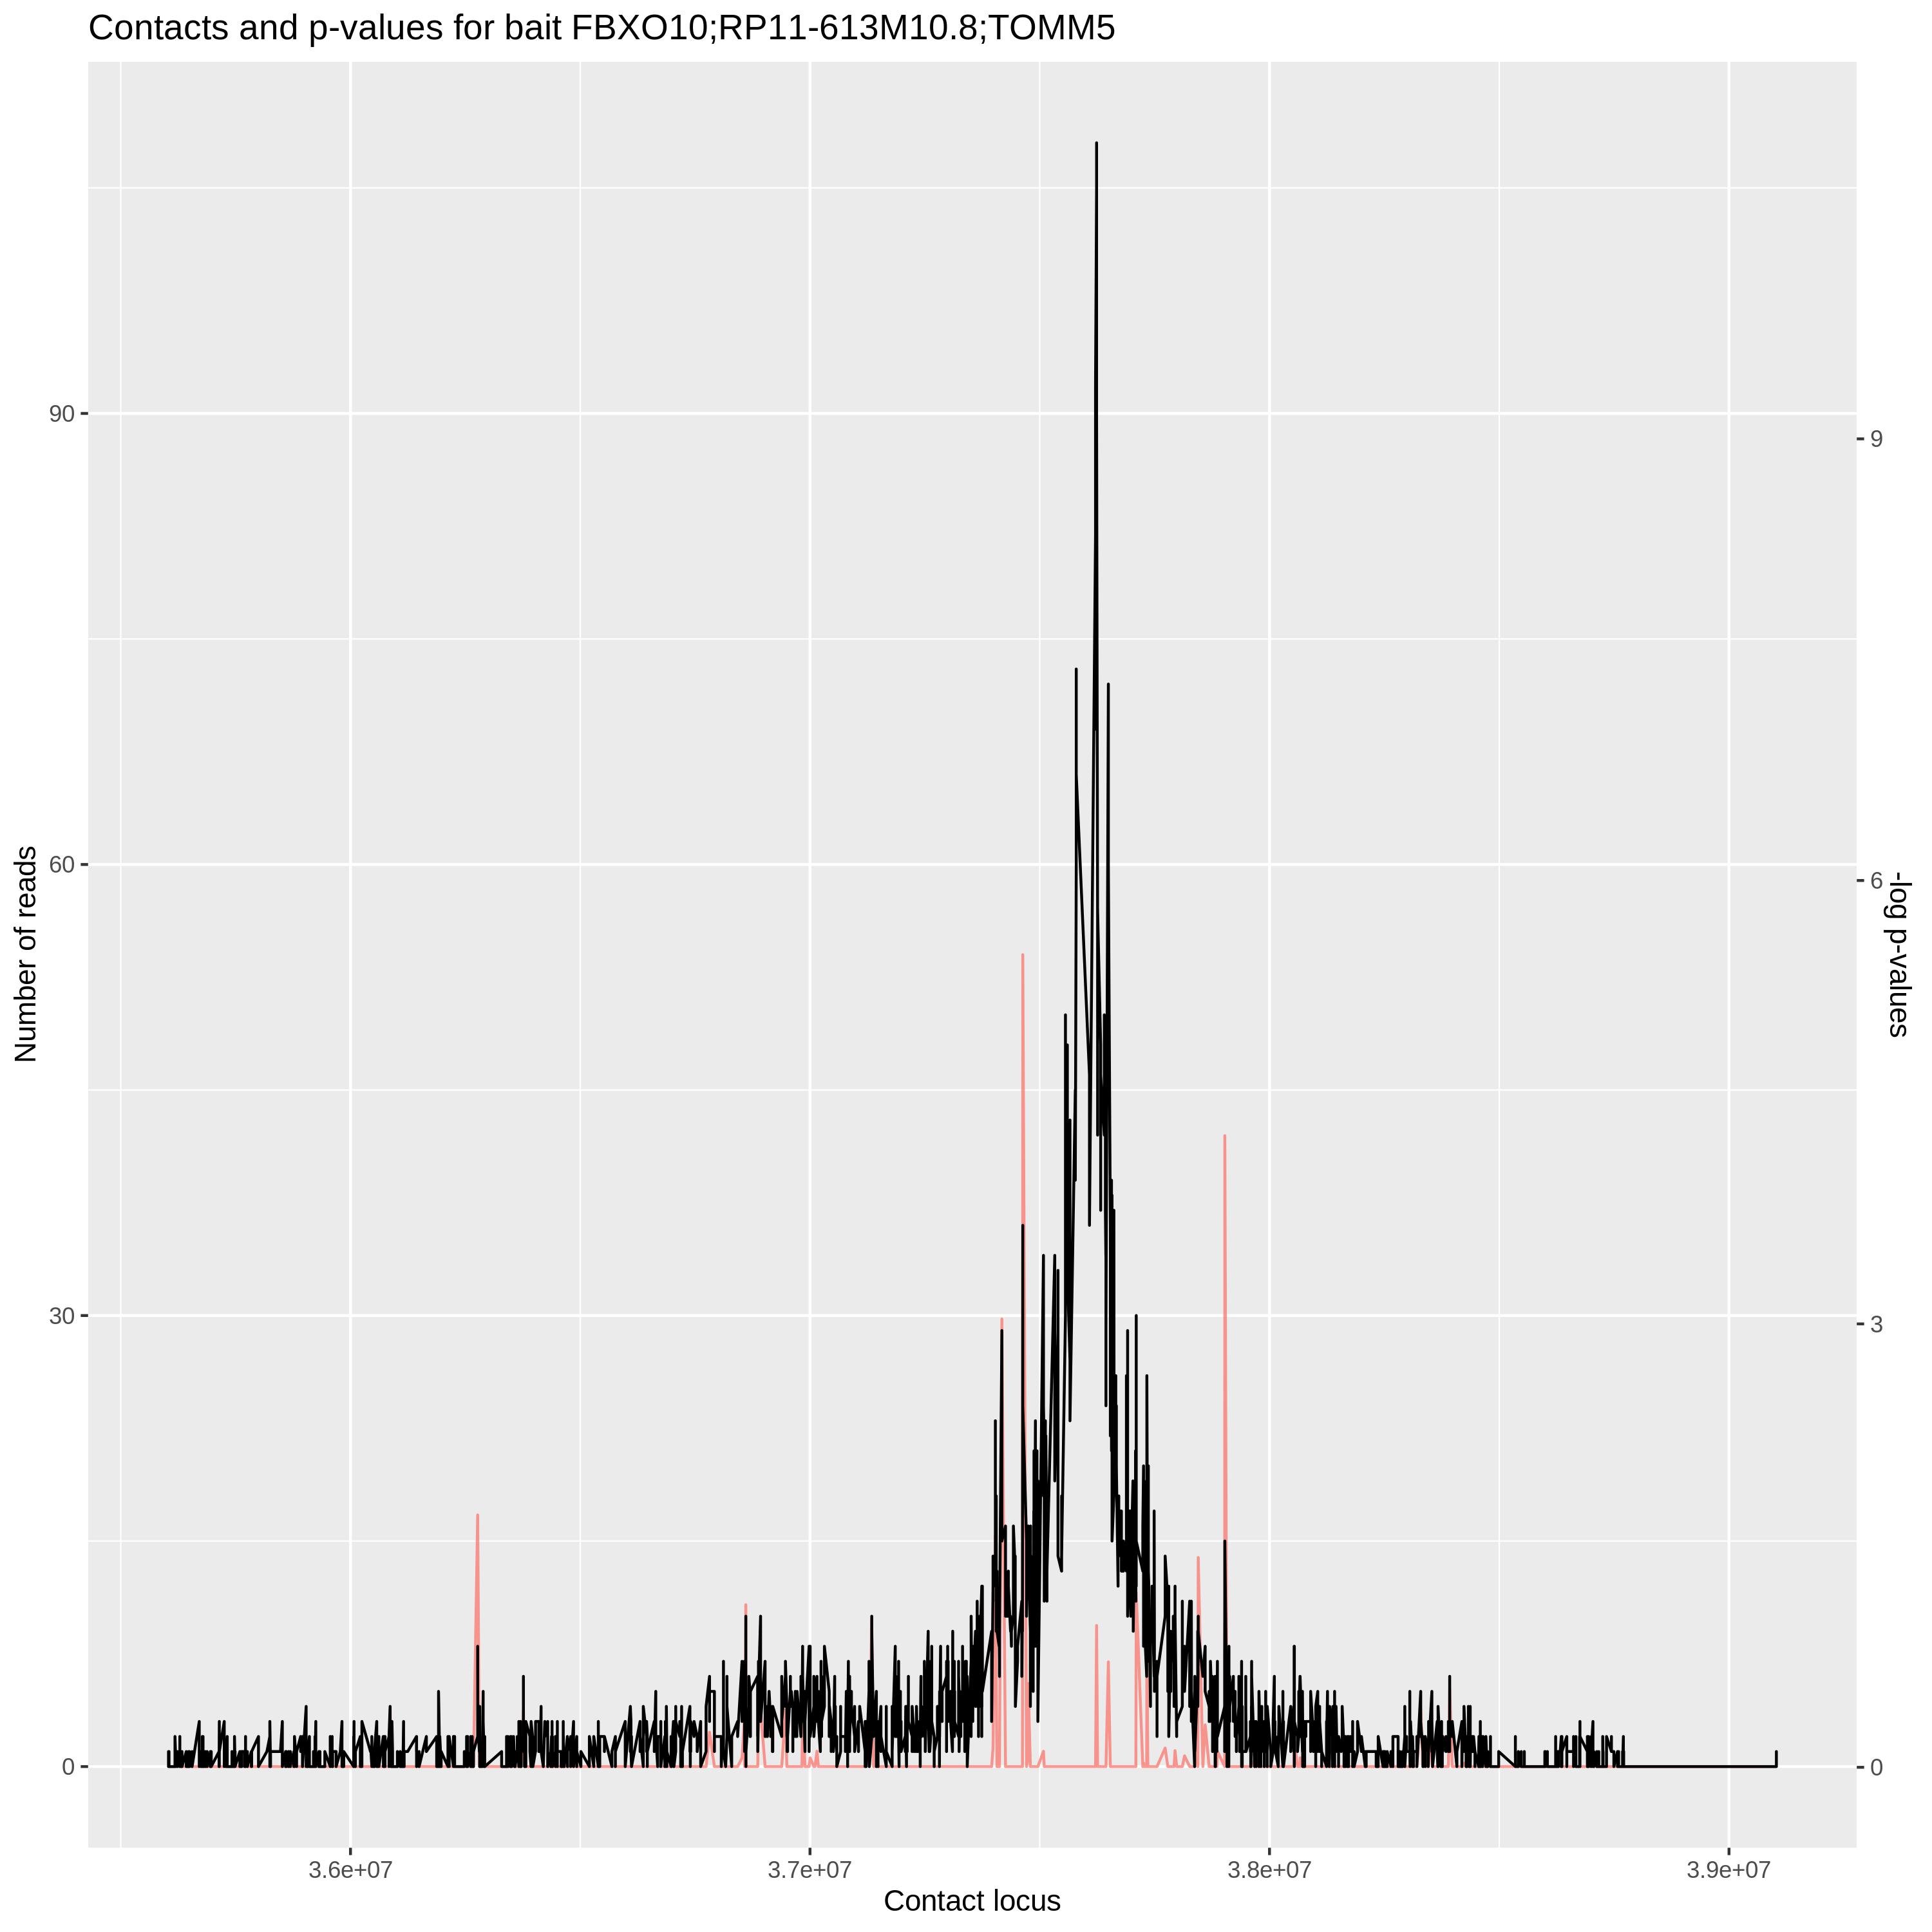 Contacts and p-values for bait FBXO10;RP11-613M10.8;TOMM5
90
60
30
0
Number of reads
9
6
3
0
-log p-values
3.6e+07
3.7e+07
3.8e+07
3.9e+07
Contact locus